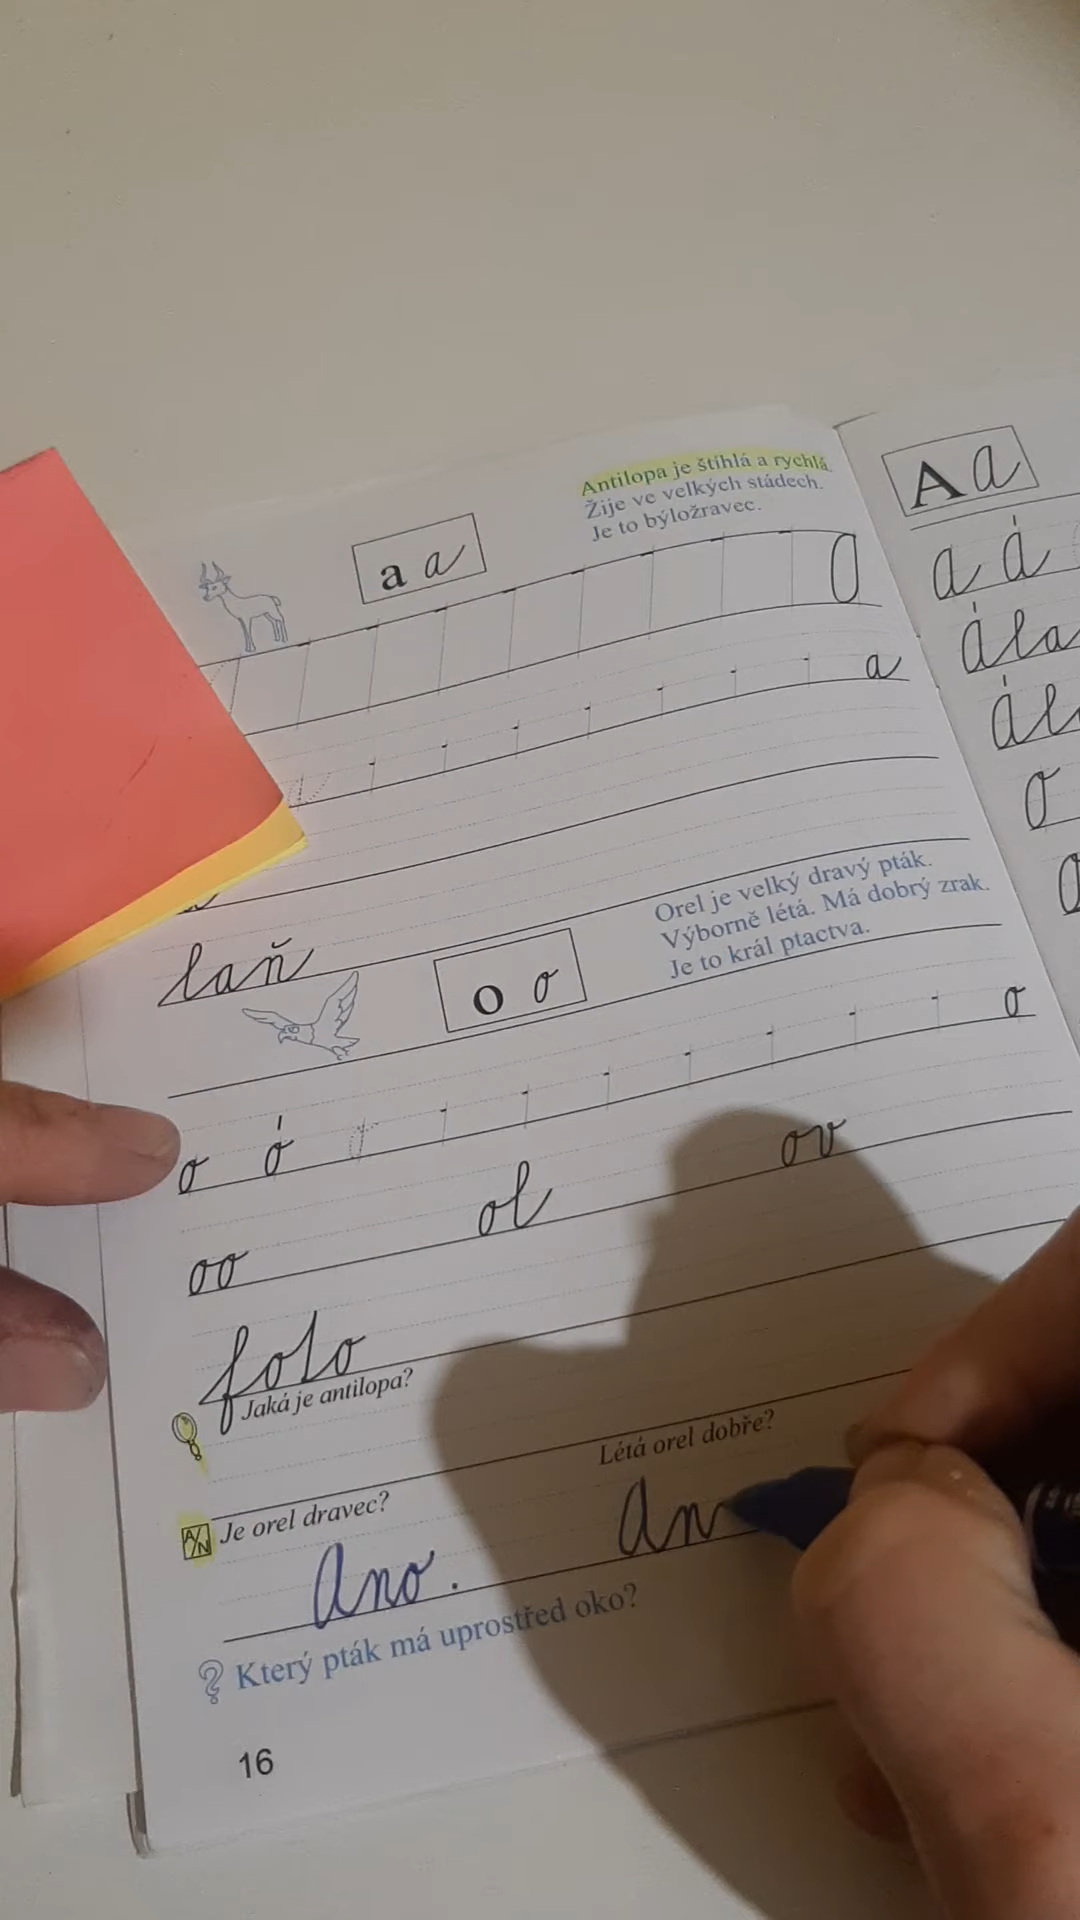 Antilopa je štíhlá a rychlá.
Žije ve velkých stádech.
Je to býložravec.
a a
O
a
laň
Orel je velký dravý pták.
Výborně létá. Má dobrý zrak.
Je to král ptactva.
o o
o ó o
oo ol ov
folo
Jaká je antilopa?
A/N Je orel dravec? Létá orel dobře?
Ano. An
Který pták má uprostřed oko?
16
A a
a á
ála
o